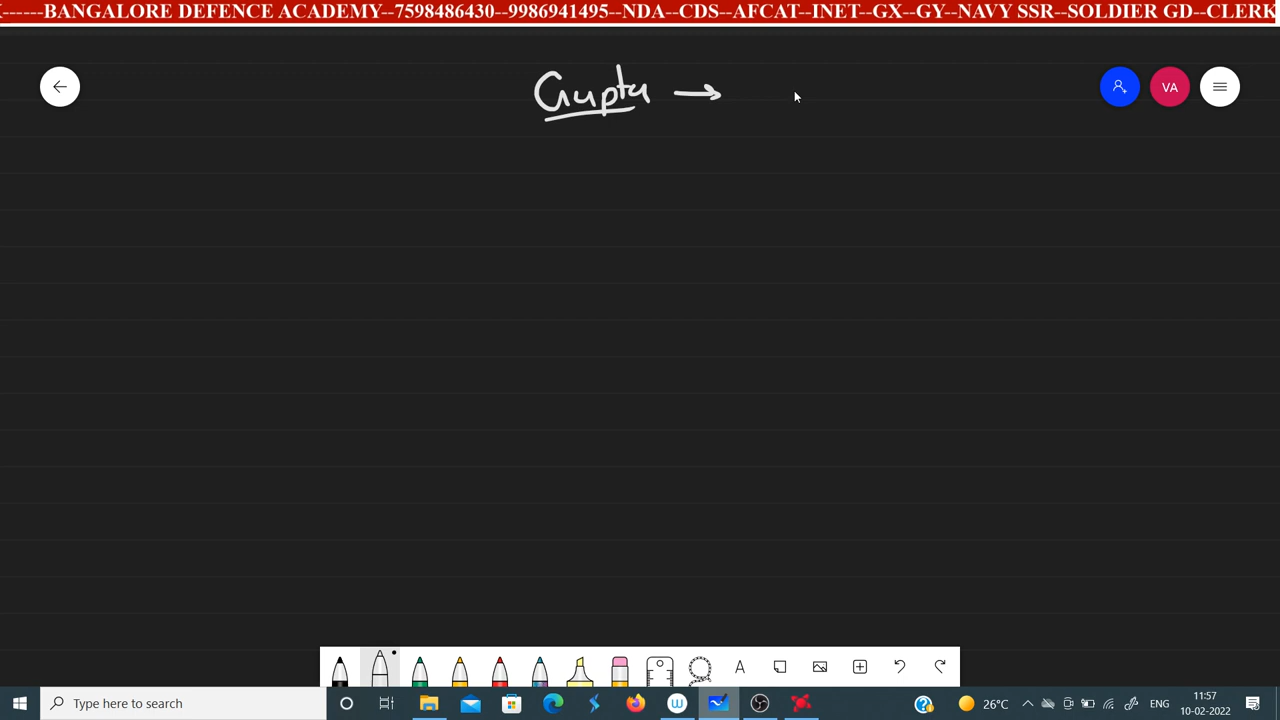 K------BANGALORE DEFENCE ACADEMY--7598486430--9986941495--NDA--CDS--AFCAT--INET--GX--GY--NAVY SSR--SOLDIER GD--CLERK
Gupta →
VA
A
Type here to search
26°C
ENG
11:57
10-02-2022